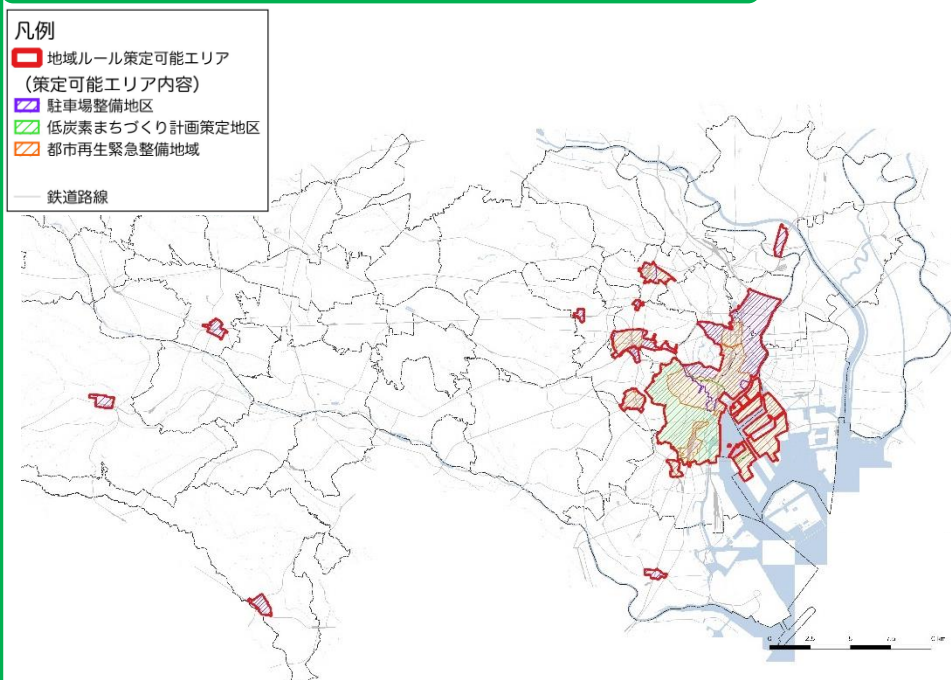 凡例
地域ルール策定可能エリア
（策定可能エリア内容）
駐車場整備地区
低炭素まちづくり計画策定地区
都市再生緊急整備地域
鉄道路線
0 2.5 5 7.5